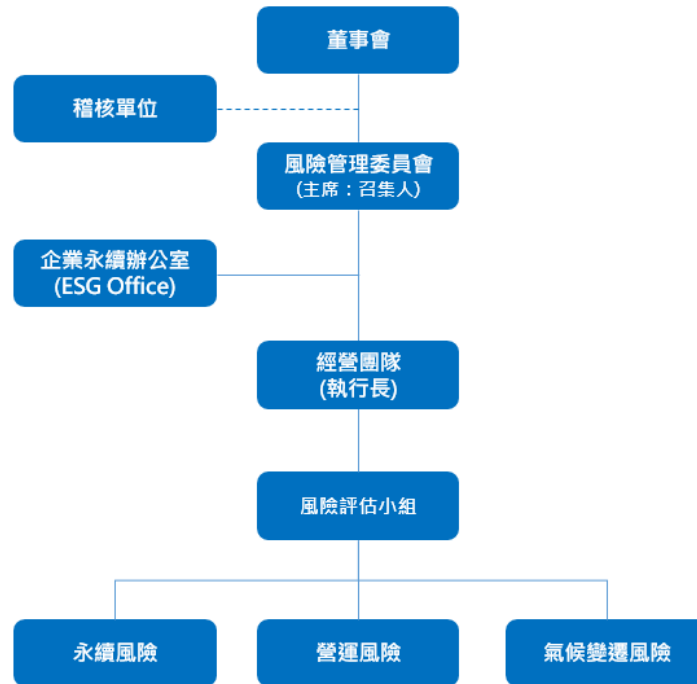 董事會
稽核單位
風險管理委員會
(主席：召集人)
企業永續辦公室
(ESG Office)
經營團隊
(執行長)
風險評估小組
永續風險
營運風險
氣候變遷風險